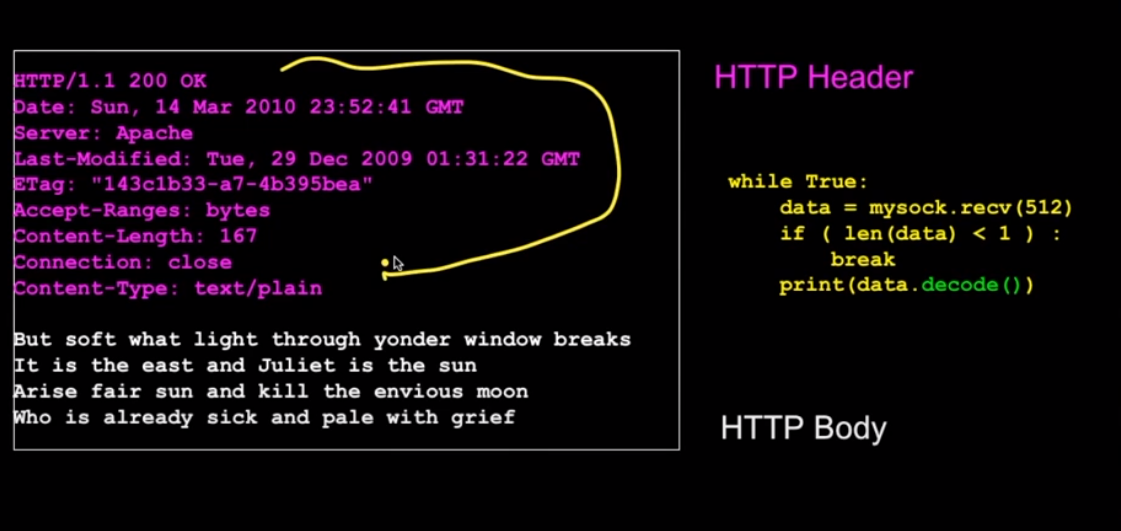 HTTP/1.1 200 OK
Date: Sun, 14 Mar 2010 23:52:41 GMT
Server: Apache
Last-Modified: Tue, 29 Dec 2009 01:31:22 GMT
ETag: "143c1b33-a7-4b395bea"
Accept-Ranges: bytes
Content-Length: 167
Connection: close
Content-Type: text/plain

But soft what light through yonder window breaks
It is the east and Juliet is the sun
Arise fair sun and kill the envious moon
Who is already sick and pale with grief

HTTP Header

while True:
    data = mysock.recv(512)
    if ( len(data) < 1 ) :
        break
    print(data.decode())

HTTP Body